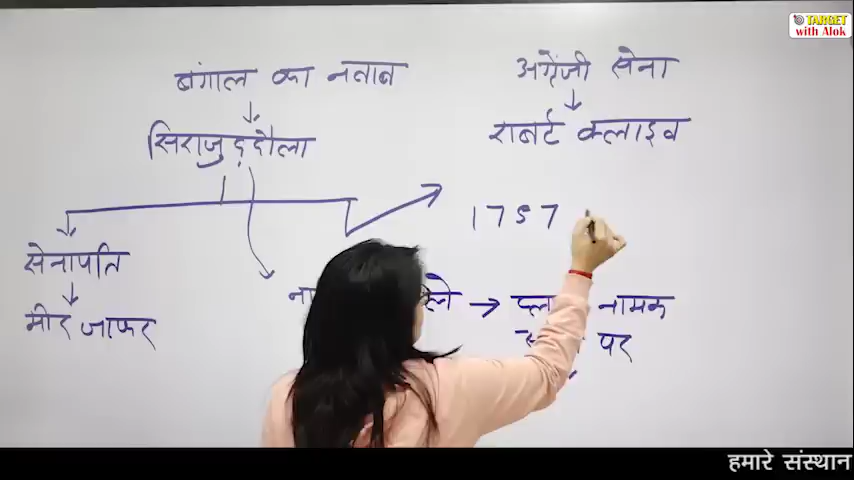 TARGET
with Alok
बंगाल का नवाब
अंग्रेंजी सेना
सिराजुद्दौला
राबर्ट क्लाइव
1757
सेनापति
मीर जाफर
→ नामक
पर
हमारे संस्थान